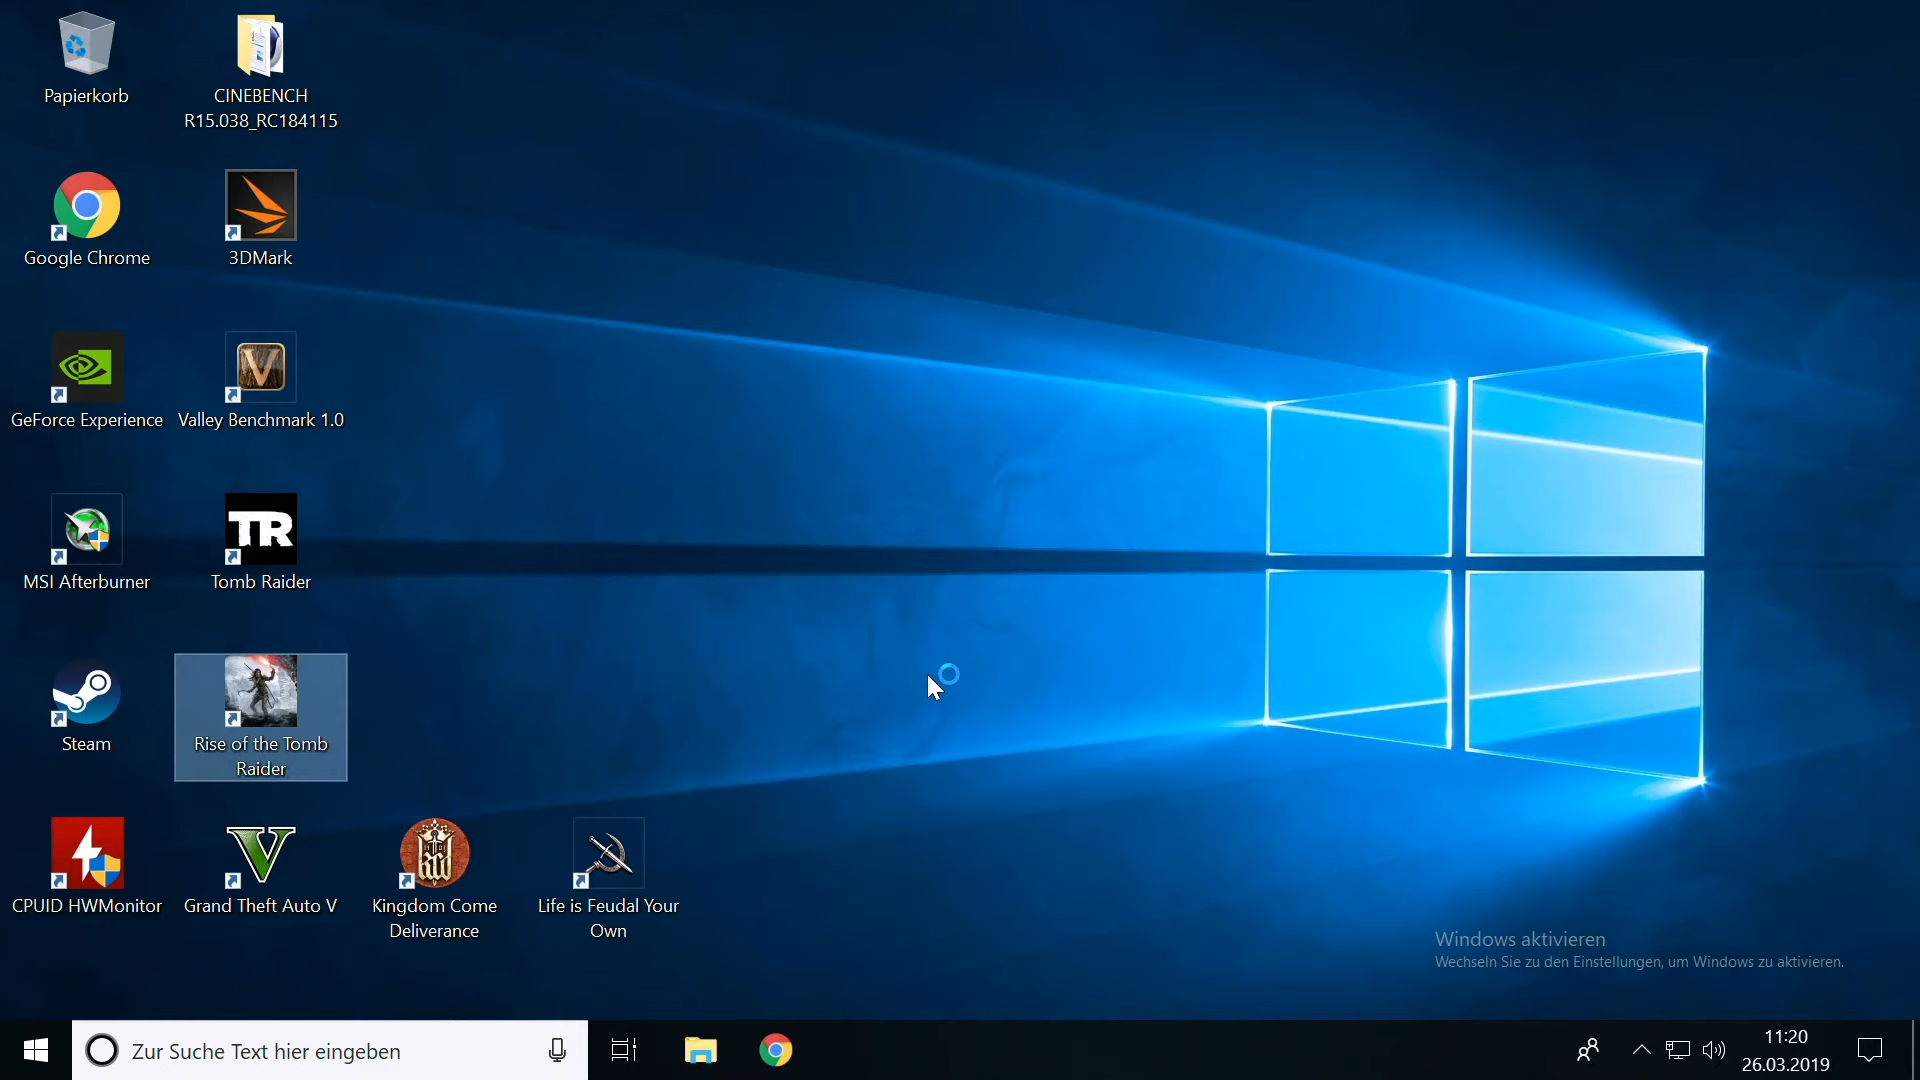 Papierkorb
CINEBENCH
R15.038_RC184115
Google Chrome
3DMark
GeForce Experience
Valley Benchmark 1.0
MSI Afterburner
TR
Tomb Raider
Steam
Rise of the Tomb
Raider
CPUID HWMonitor
Grand Theft Auto V
Kingdom Come
Deliverance
Life is Feudal Your
Own
Windows aktivieren
Wechseln Sie zu den Einstellungen, um Windows zu aktivieren.
Zur Suche Text hier eingeben
11:20
26.03.2019